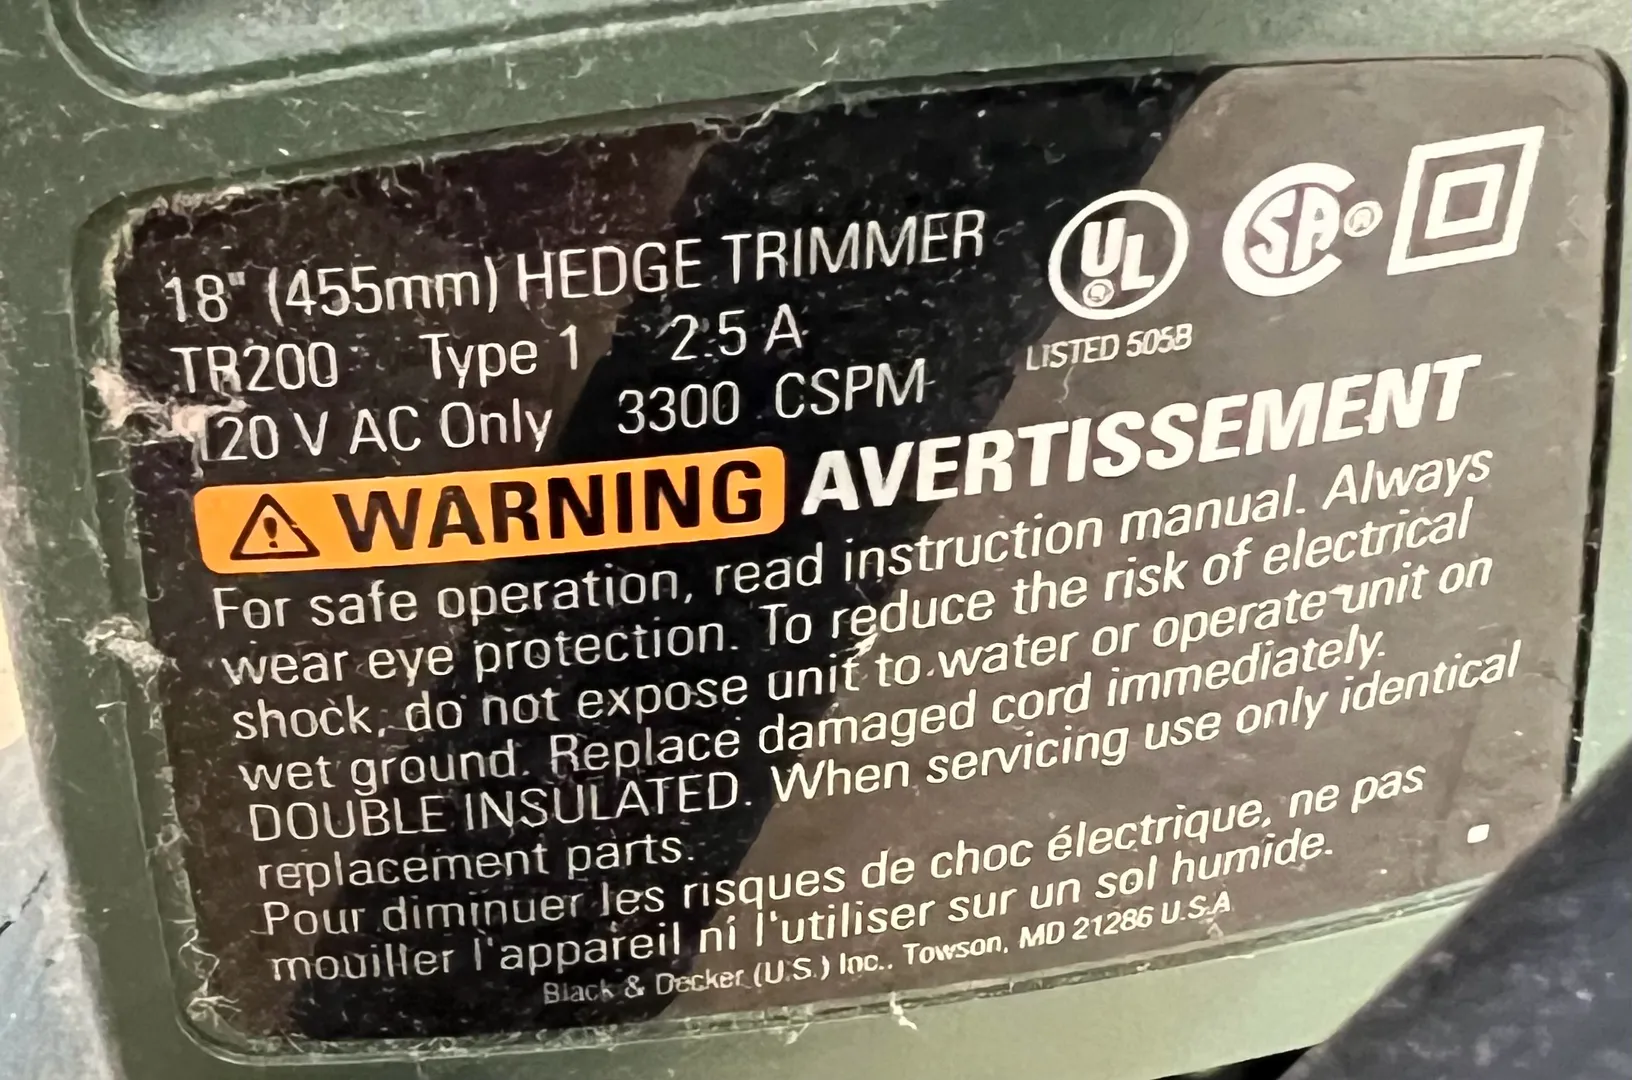 18" (455mm) HEDGE TRIMMER
TR200 Type 1 2.5 A
120 V AC Only 3300 CSPM
UL ®
LISTED 505B
SA ®
WARNING AVERTISSEMENT
For safe operation, read instruction manual. Always
wear eye protection. To reduce the risk of electrical
shock, do not expose unit to water or operate unit on
wet ground. Replace damaged cord immediately.
DOUBLE INSULATED. When servicing use only identical
replacement parts.
Pour diminuer les risques de choc électrique, ne pas
mouiller l'appareil ni l'utiliser sur un sol humide.
Black & Decker (U.S.) Inc., Towson, MD 21286 U.S.A